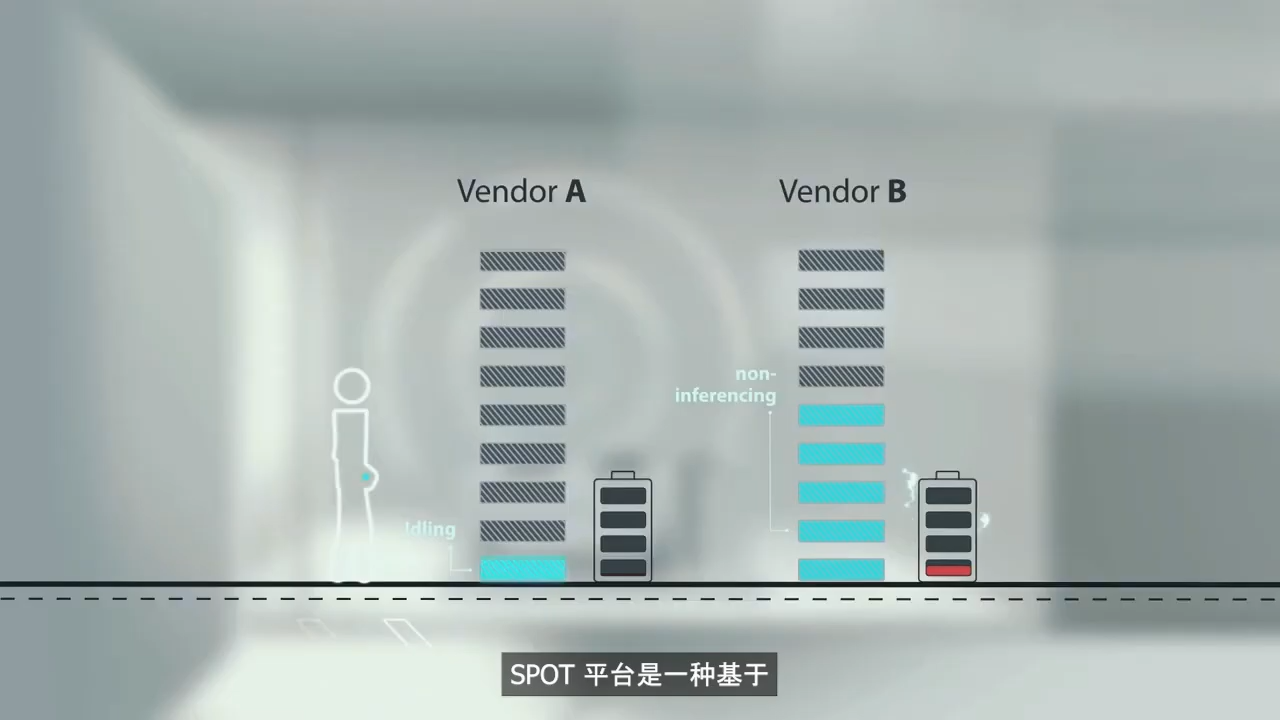 Vendor A
Vendor B
non-
inferencing
Idling
SPOT 平台是一种基于